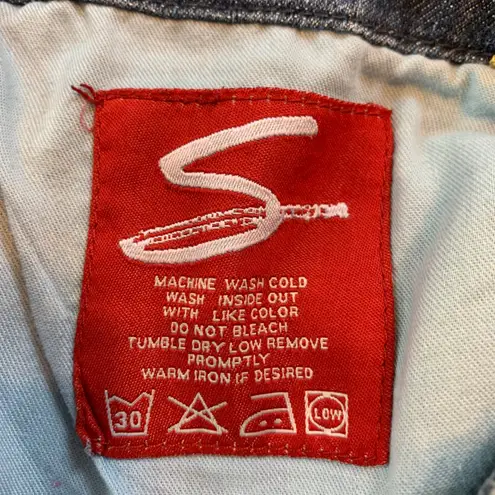 S
MACHINE WASH COLD
WASH INSIDE OUT
WITH LIKE COLOR
DO NOT BLEACH
TUMBLE DRY LOW REMOVE
PROMPTLY
WARM IRON IF DESIRED
30 LOW